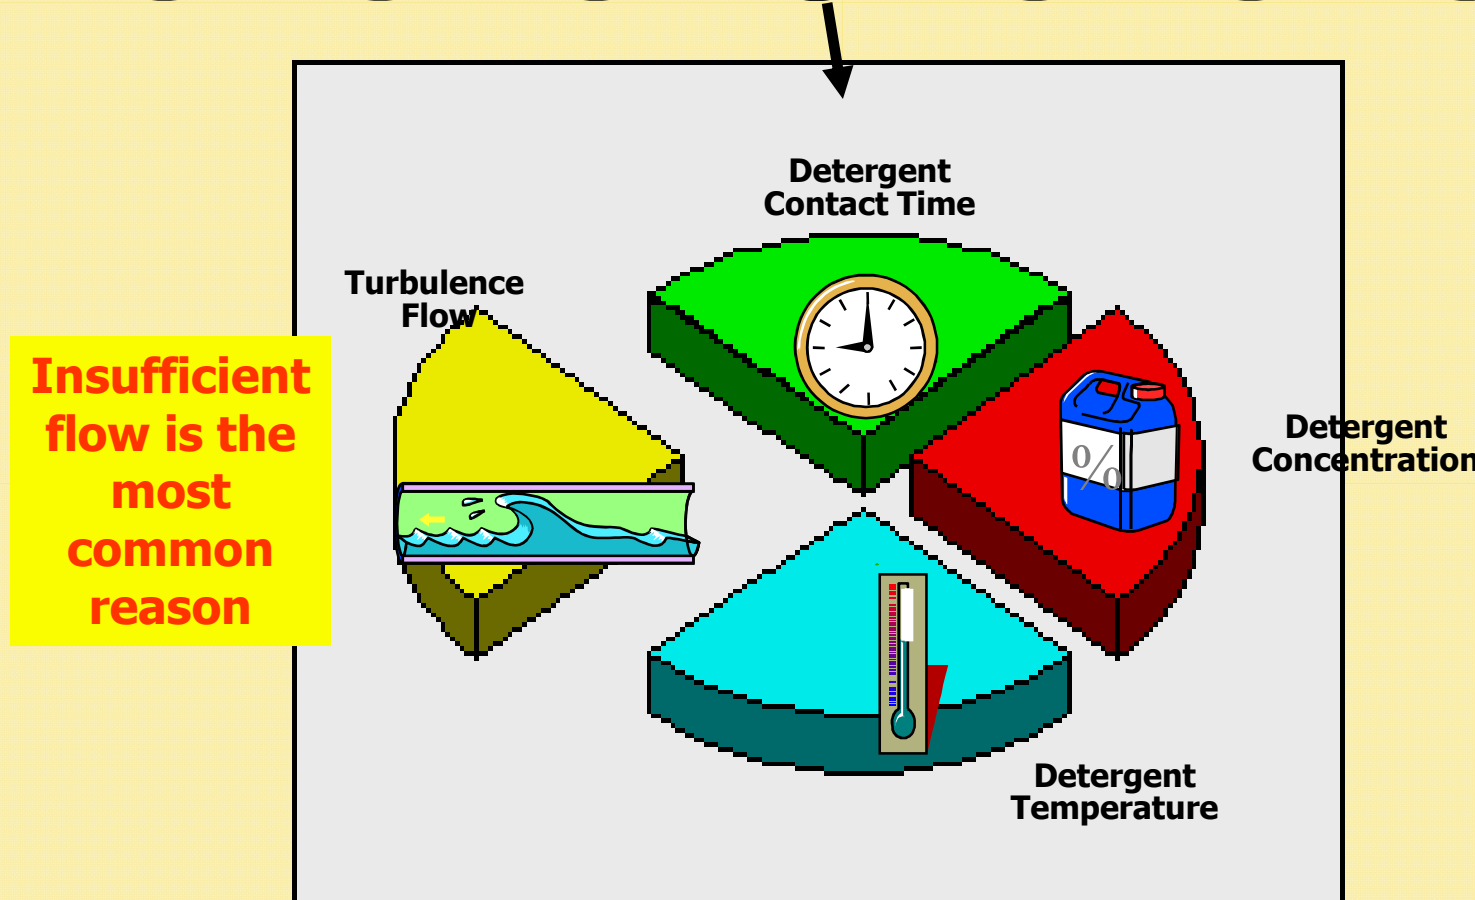 Detergent
Contact Time
Turbulence
Flow
Insufficient
flow is the
most
common
reason
Detergent
Concentration
%
Detergent
Temperature